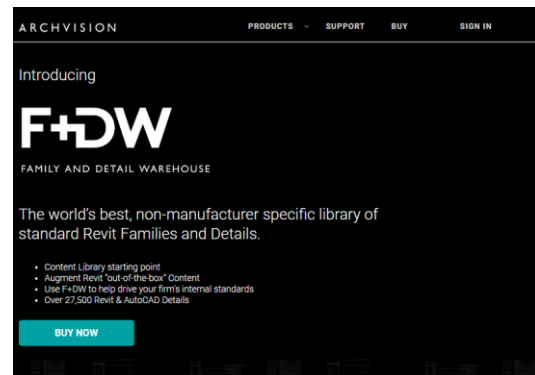 ARCHVISION
PRODUCTS SUPPORT BUY SIGN IN
Introducing
F+DW
FAMILY AND DETAIL WAREHOUSE
The world's best, non-manufacturer specific library of
standard Revit Families and Details.
• Content Library starting point
• Augment Revit "out-of-the-box" Content
• Use F+DW to help drive your firm's internal standards
• Over 27,500 Revit & AutoCAD Details
BUY NOW